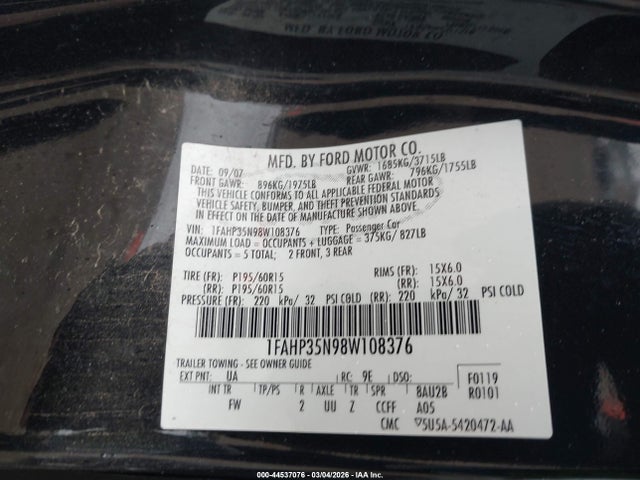 MFD. BY FORD MOTOR CO.
DATE: 09/07 GVWR: 1685KG/3715LB
FRONT GAWR: 896KG/1975LB REAR GAWR: 796KG/1755LB
THIS VEHICLE CONFORMS TO ALL APPLICABLE FEDERAL MOTOR
VEHICLE SAFETY, BUMPER, AND THEFT PREVENTION STANDARDS
IN EFFECT ON THE DATE OF MANUFACTURE SHOWN ABOVE.
VIN: 1FAHP35N98W108376 TYPE: Passenger Car
MAXIMUM LOAD = OCCUPANTS + LUGGAGE = 375KG/ 827LB
OCCUPANTS = 5 TOTAL; 2 FRONT, 3 REAR
TIRE (FR): P195/60R15 RIMS (FR): 15X6.0
(RR): P195/60R15 (RR): 15X6.0
PRESSURE (FR): 220 kPa/ 32 PSI COLD (RR): 220 kPa/ 32 PSI COLD
1FAHP35N98W108376
TRAILER TOWING - SEE OWNER GUIDE
EXT PNT: UA RC: 9E DSO: F0119
INT TR TP/PS R AXLE TR SPR 8AU2B R0101
FW 2 UU Z CCFF A05
CMC 5U5A-5420472-AA
000-44537076 - 03/04/2026 - IAA Inc.